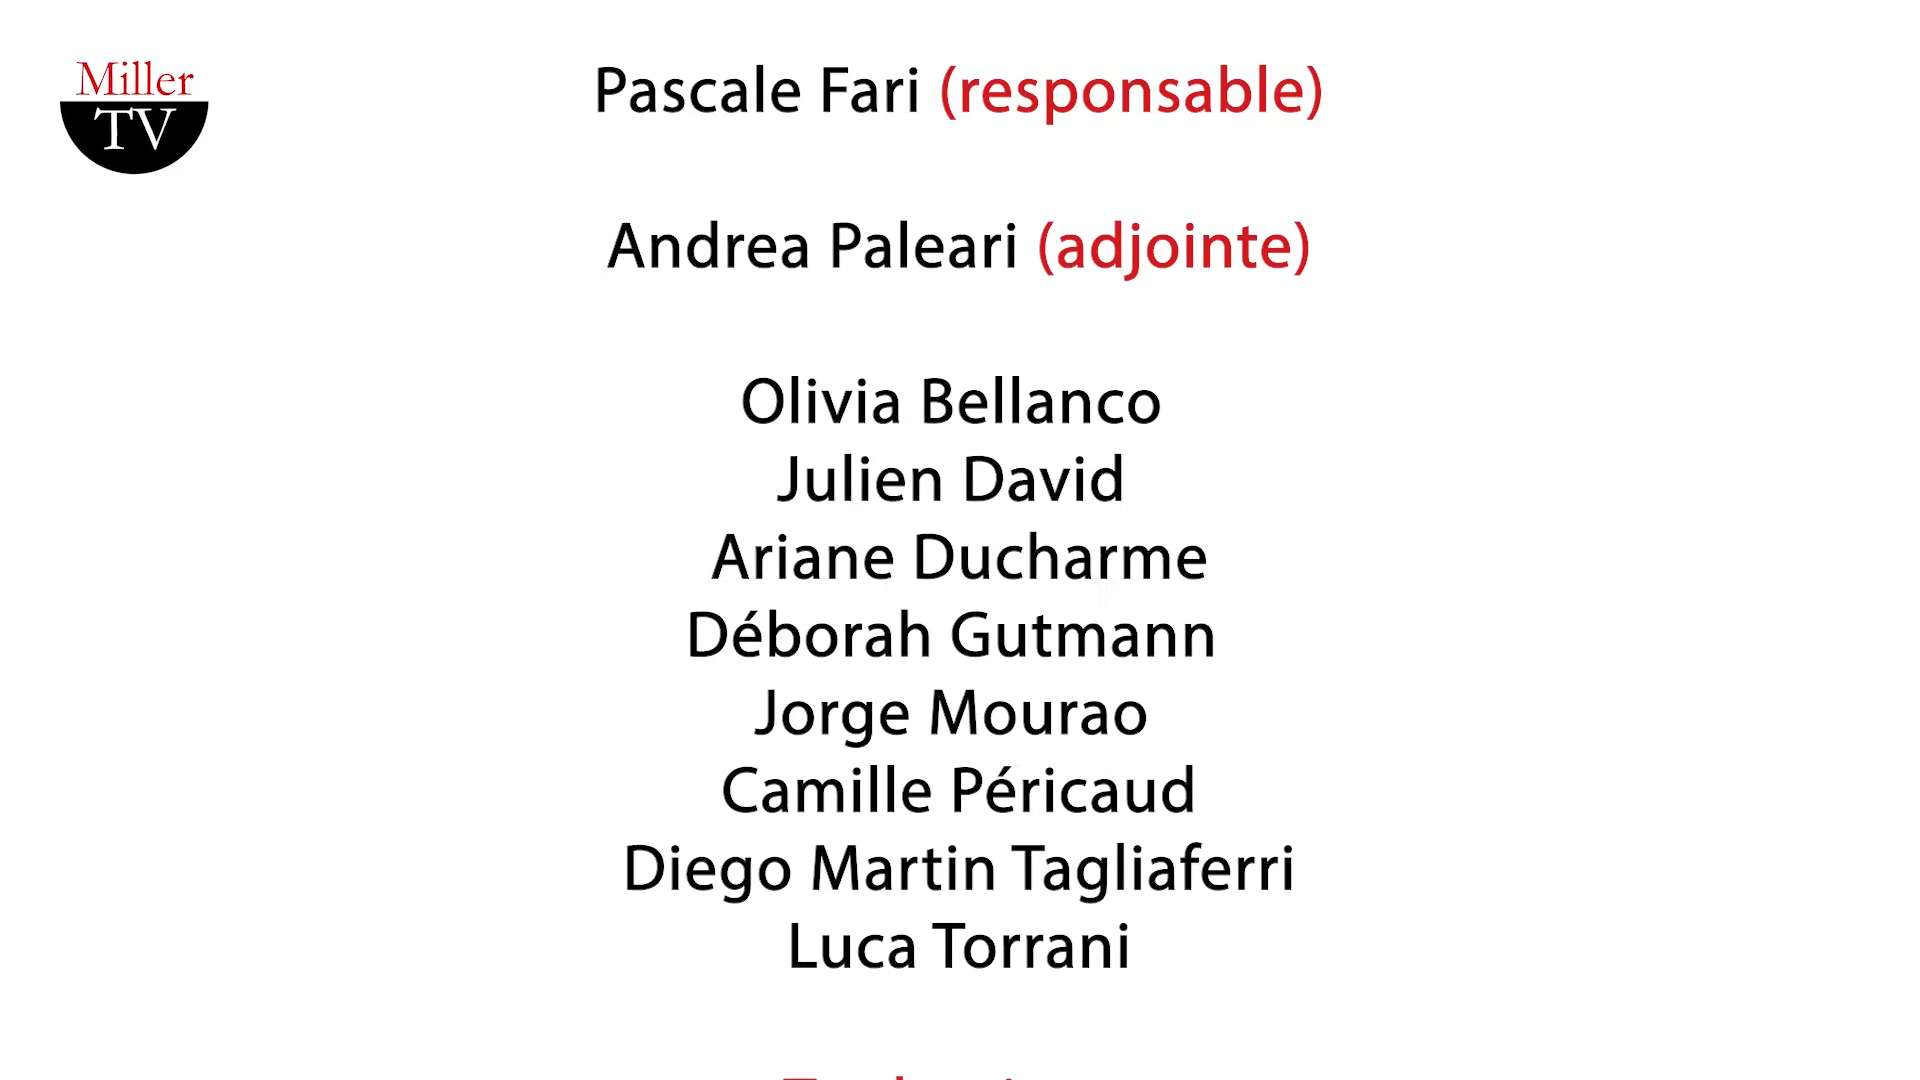 Miller
TV
Pascale Fari (responsable)
Andrea Paleari (adjointe)
Olivia Bellanco
Julien David
Ariane Ducharme
Déborah Gutmann
Jorge Mourao
Camille Péricaud
Diego Martin Tagliaferri
Luca Torrani